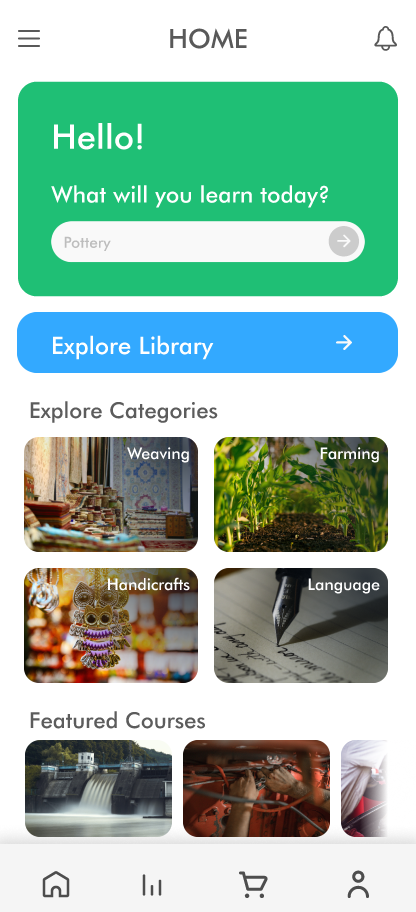 HOME
Hello!
What will you learn today?
Pottery
Explore Library
Explore Categories
Weaving
Farming
Handicrafts
Language
Featured Courses